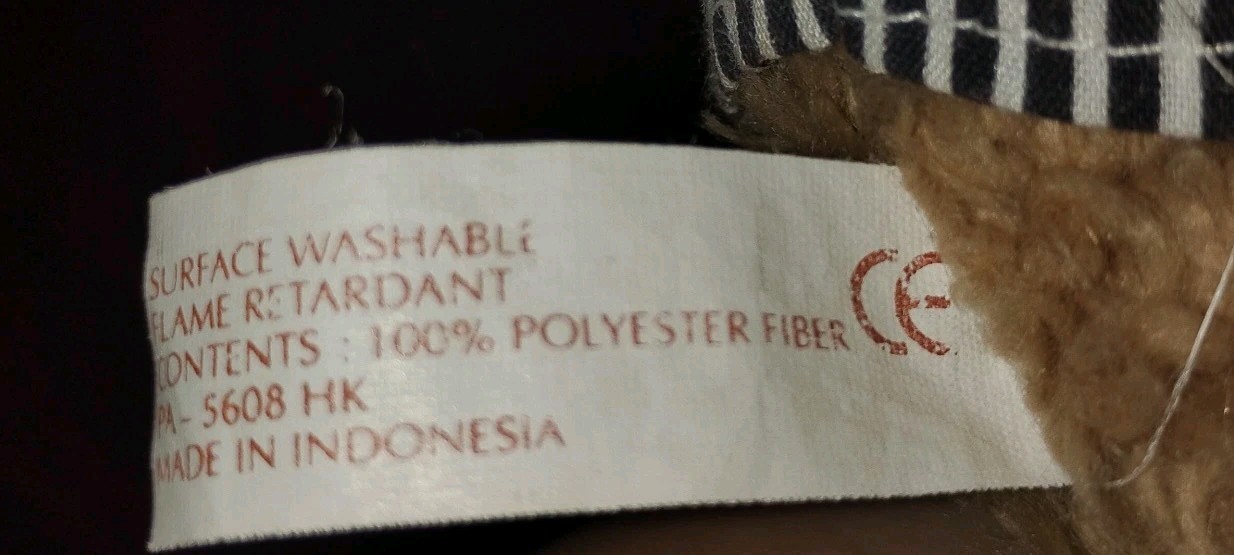 SURFACE WASHABLE
FLAME RETARDANT
CONTENTS : 100% POLYESTER FIBER CE
PA - 5608 HK
MADE IN INDONESIA